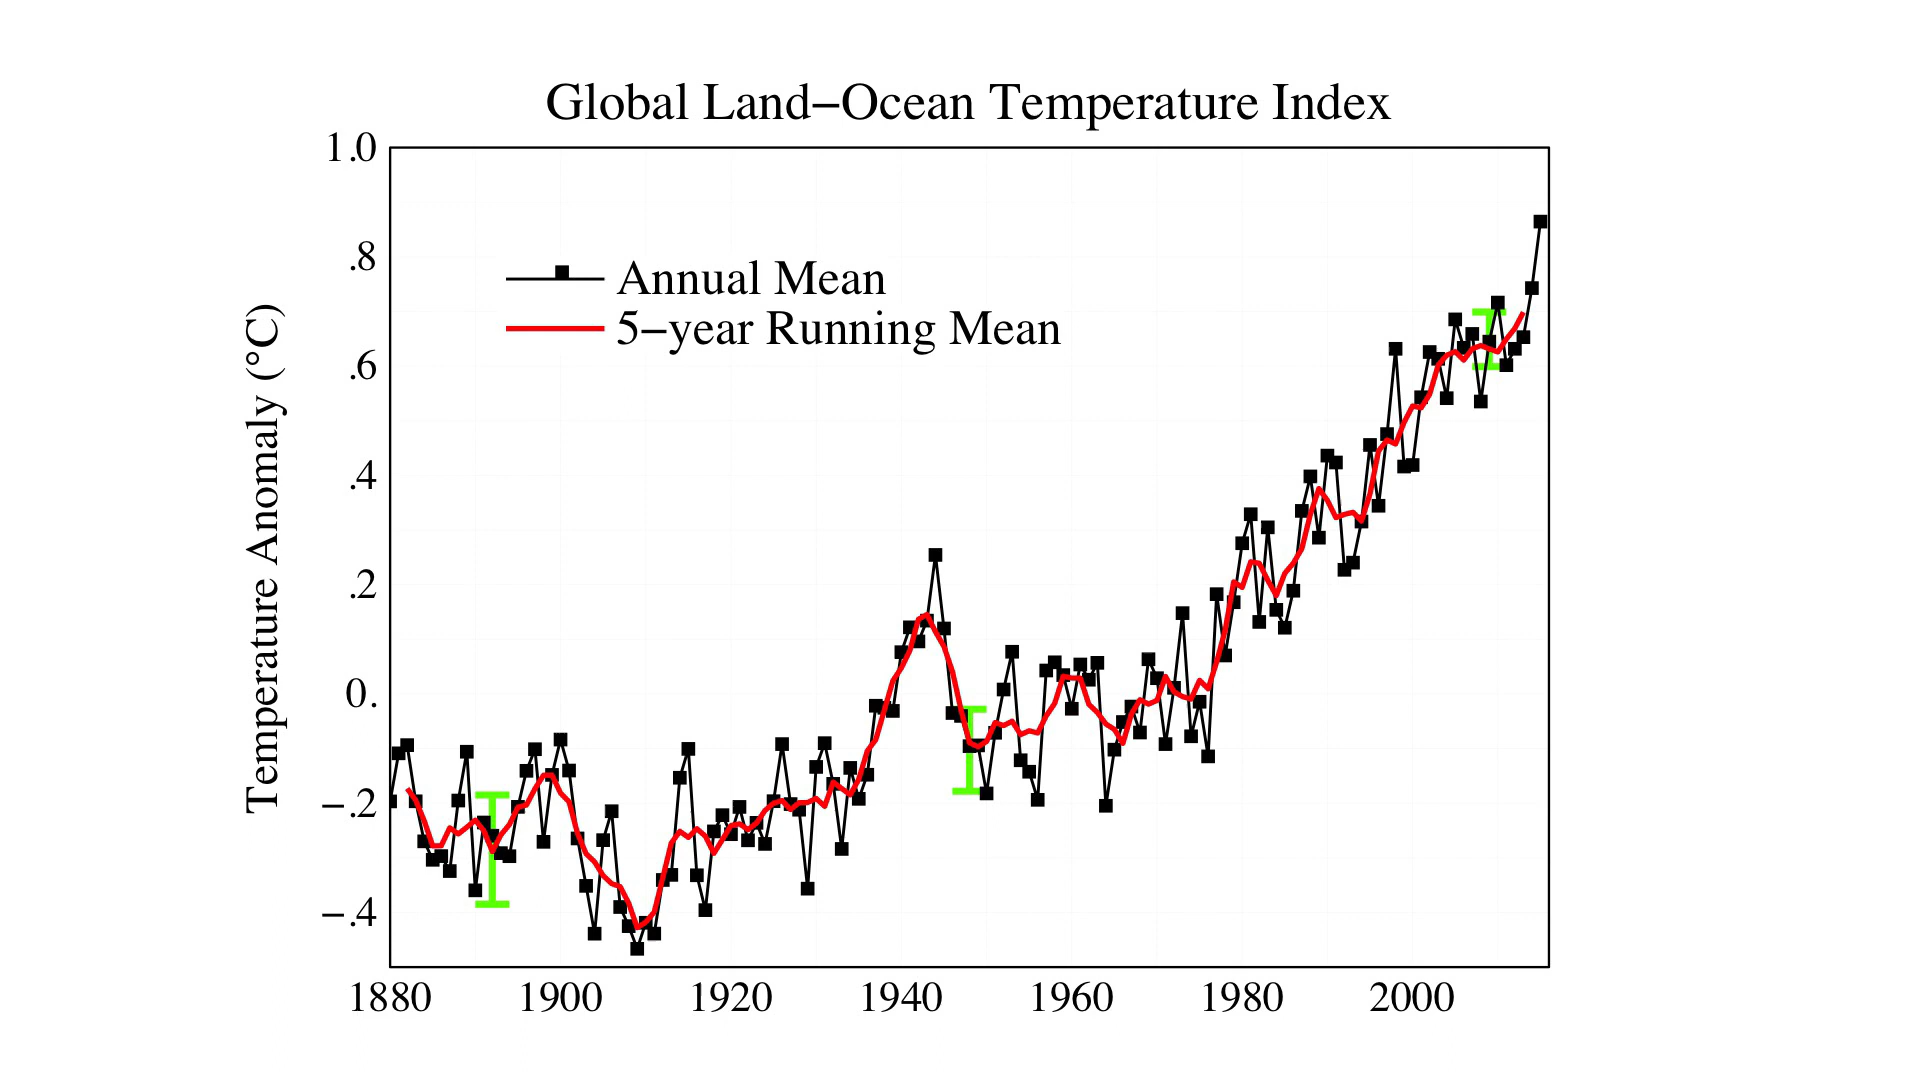 Global Land−Ocean Temperature Index
1.0
.8
.6
.4
.2
0.
−.2
−.4
Temperature Anomaly (°C)
Annual Mean
5−year Running Mean
1880 1900 1920 1940 1960 1980 2000